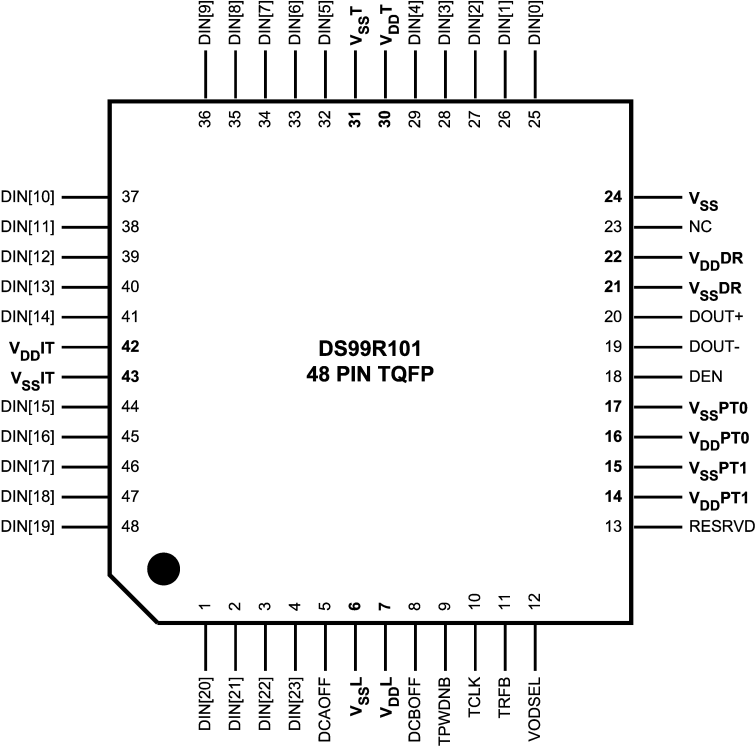 DIN[9] DIN[8] DIN[7] DIN[6] DIN[5] VSST VDDT DIN[4] DIN[3] DIN[2] DIN[1] DIN[0]
36 35 34 33 32 31 30 29 28 27 26 25
DIN[10] 37 24 VSS
DIN[11] 38 23 NC
DIN[12] 39 22 VDDDR
DIN[13] 40 21 VSSDR
DIN[14] 41 20 DOUT+
VDDIT 42 19 DOUT-
VSSIT 43 18 DEN
DS99R101
48 PIN TQFP
DIN[15] 44 17 VSSPT0
DIN[16] 45 16 VDDPT0
DIN[17] 46 15 VSSPT1
DIN[18] 47 14 VDDPT1
DIN[19] 48 13 RESRVD
1 2 3 4 5 6 7 8 9 10 11 12
DIN[20] DIN[21] DIN[22] DIN[23] DCAOFF VSSL VDDL DCBOFF TPWDNB TCLK TRFB VODSEL